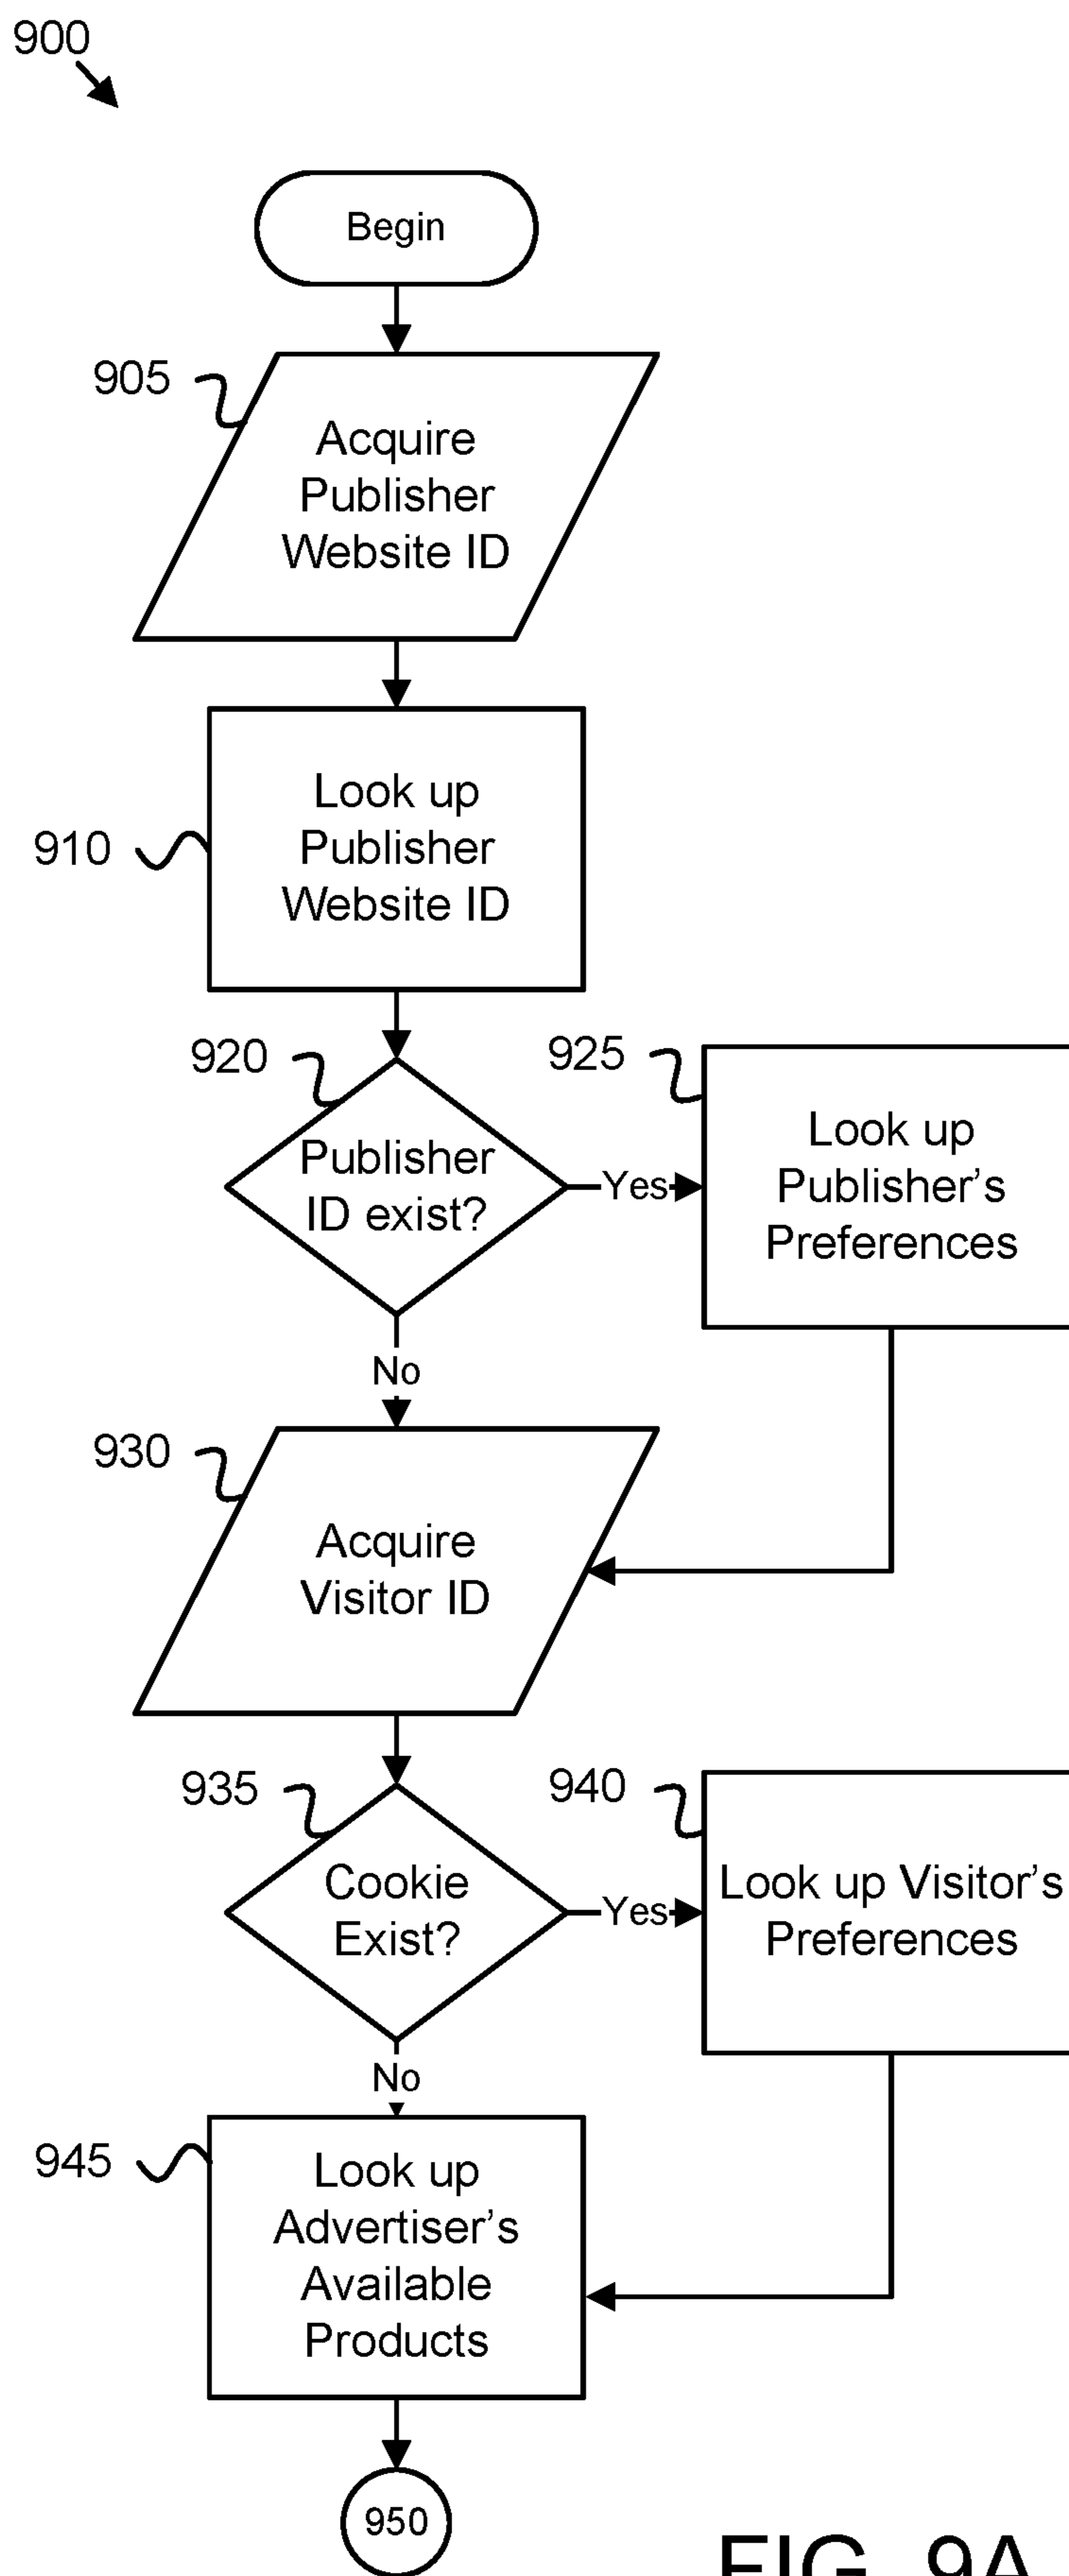 900
Begin
905
Acquire
Publisher
Website ID
910
Look up
Publisher
Website ID
920
Publisher
ID exist?
Yes
925
Look up
Publisher’s
Preferences
No
930
Acquire
Visitor ID
935
Cookie
Exist?
Yes
940
Look up Visitor’s
Preferences
No
945
Look up
Advertiser’s
Available
Products
950
FIG. 9A